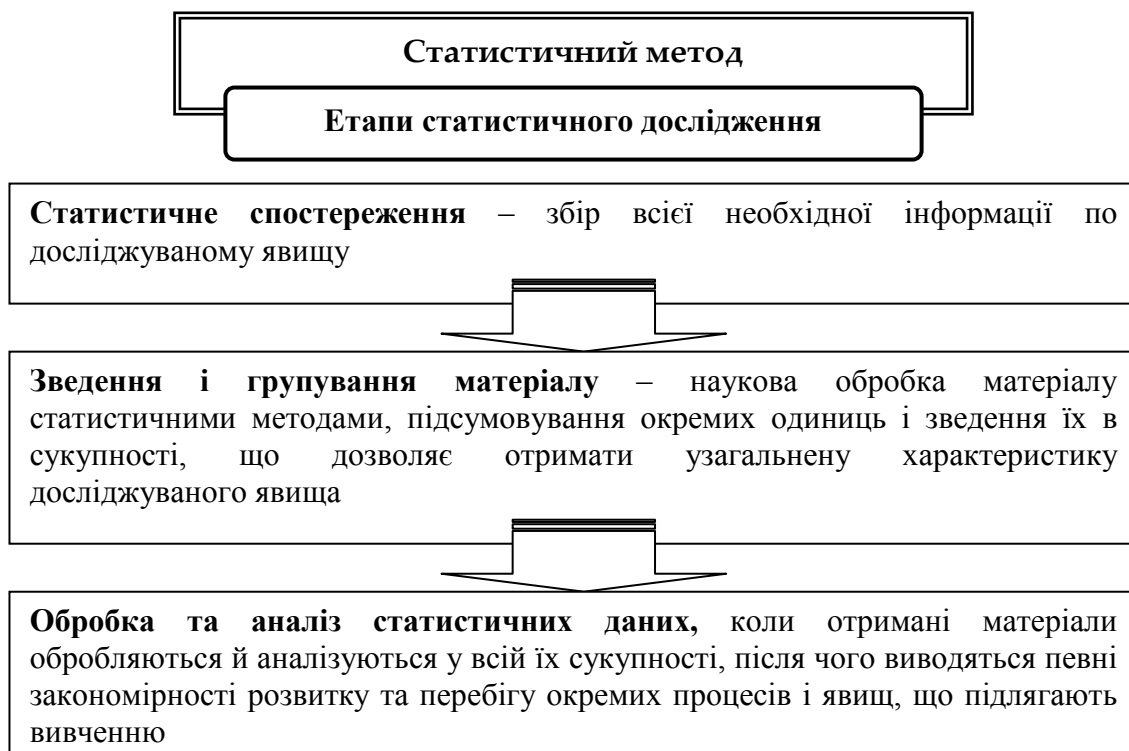 Статистичний метод
Етапи статистичного дослідження
Статистичне спостереження – збір всієї необхідної інформації по
досліджуваному явищу
Зведення і групування матеріалу – наукова обробка матеріалу
статистичними методами, підсумовування окремих одиниць і зведення їх в
сукупності, що дозволяє отримати узагальнену характеристику
досліджуваного явища
Обробка та аналіз статистичних даних, коли отримані матеріали
обробляються й аналізуються у всій їх сукупності, після чого виводяться певні
закономірності розвитку та перебігу окремих процесів і явищ, що підлягають
вивченню